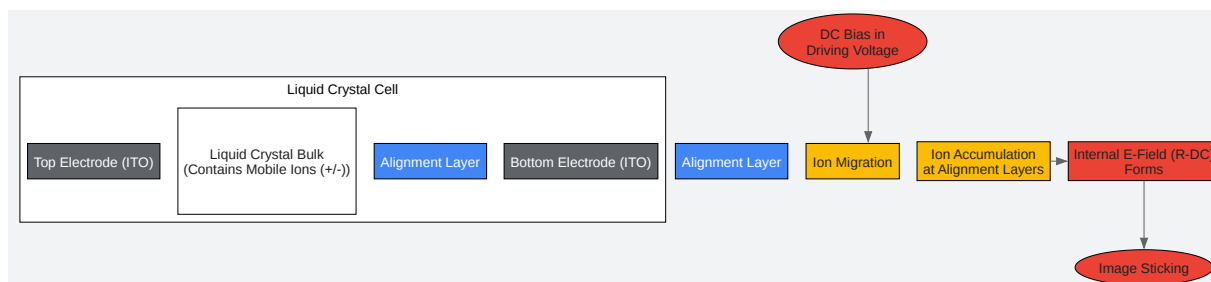 DC Bias in
Driving Voltage
Liquid Crystal Cell
Top Electrode (ITO)
Liquid Crystal Bulk
(Contains Mobile Ions (+/-))
Alignment Layer
Bottom Electrode (ITO)
Alignment Layer
Ion Migration
Ion Accumulation
at Alignment Layers
Internal E-Field (R-DC)
Forms
Image Sticking